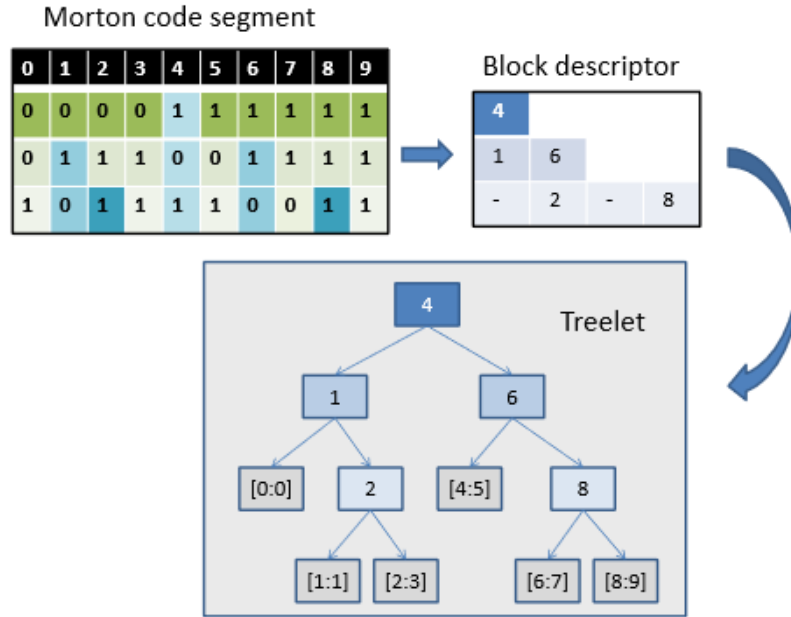 Morton code segment
0 1 2 3 4 5 6 7 8 9
0 0 0 0 1 1 1 1 1 1
0 1 1 1 0 0 1 1 1 1
1 0 1 1 1 1 0 0 1 1
Block descriptor
4
1 6
- 2 - 8
Treelet
4
1 6
[0:0] 2 [4:5] 8
[1:1] [2:3] [6:7] [8:9]